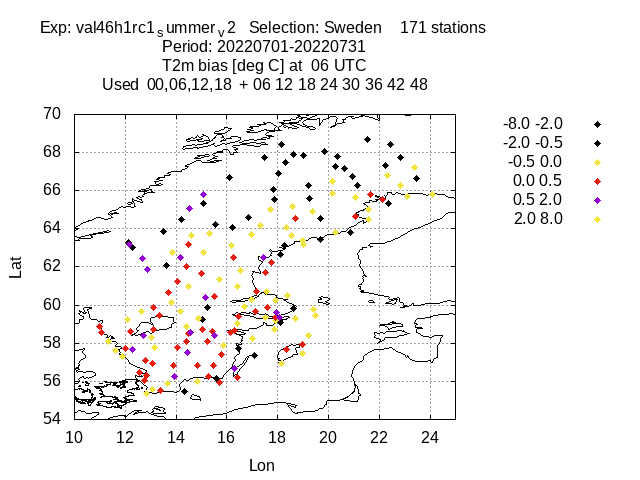 Exp: val46h1rc1summerv2 Selection: Sweden 171 stations
Period: 20220701-20220731
T2m bias [deg C] at 06 UTC
Used 00,06,12,18 + 06 12 18 24 30 36 42 48
-8.0 -2.0
-2.0 -0.5
-0.5 0.0
0.0 0.5
0.5 2.0
2.0 8.0
70
68
66
64
62
60
58
56
54
Lat
10 12 14 16 18 20 22 24
Lon